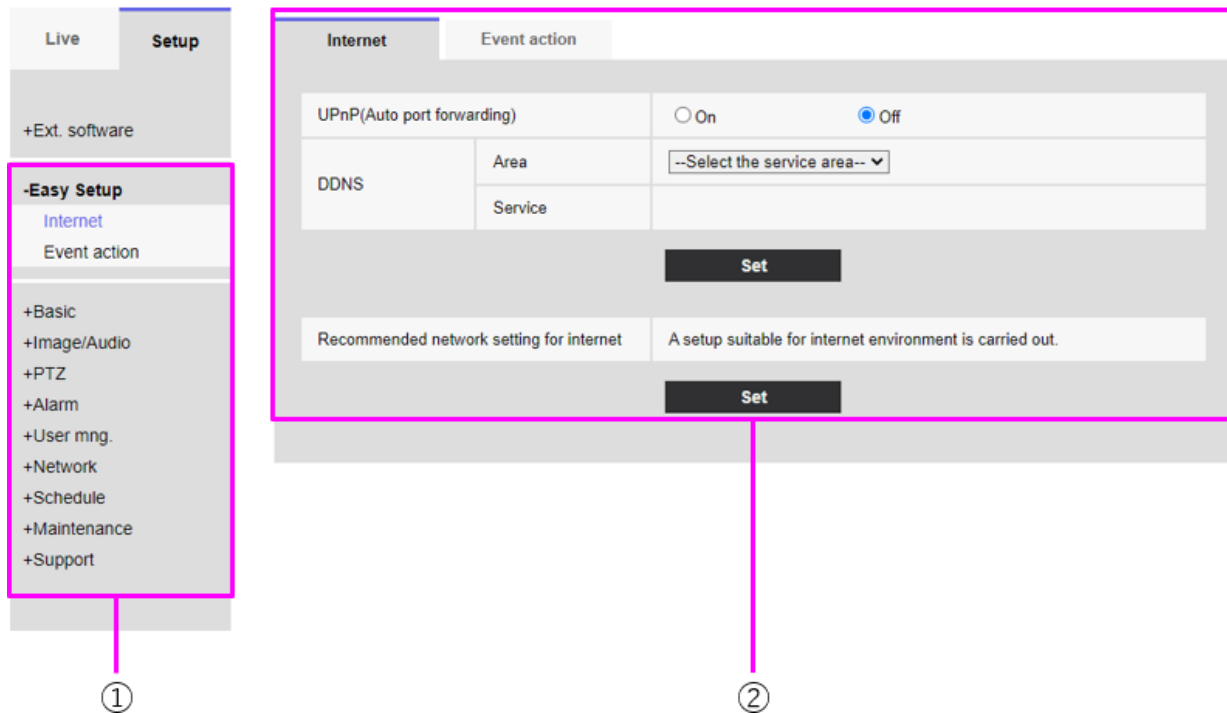 Live Setup
+Ext. software
-Easy Setup
Internet
Event action
+Basic
+Image/Audio
+PTZ
+Alarm
+User mng.
+Network
+Schedule
+Maintenance
+Support
①
Internet Event action
UPnP(Auto port forwarding) On Off
DDNS Area --Select the service area--
Service
Set
Recommended network setting for internet A setup suitable for internet environment is carried out.
Set
②